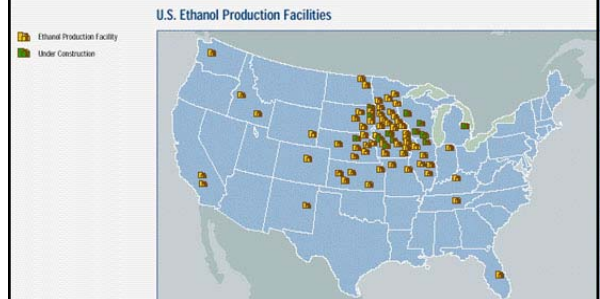 U.S. Ethanol Production Facilities
Ethanol Production Facility
Under Construction